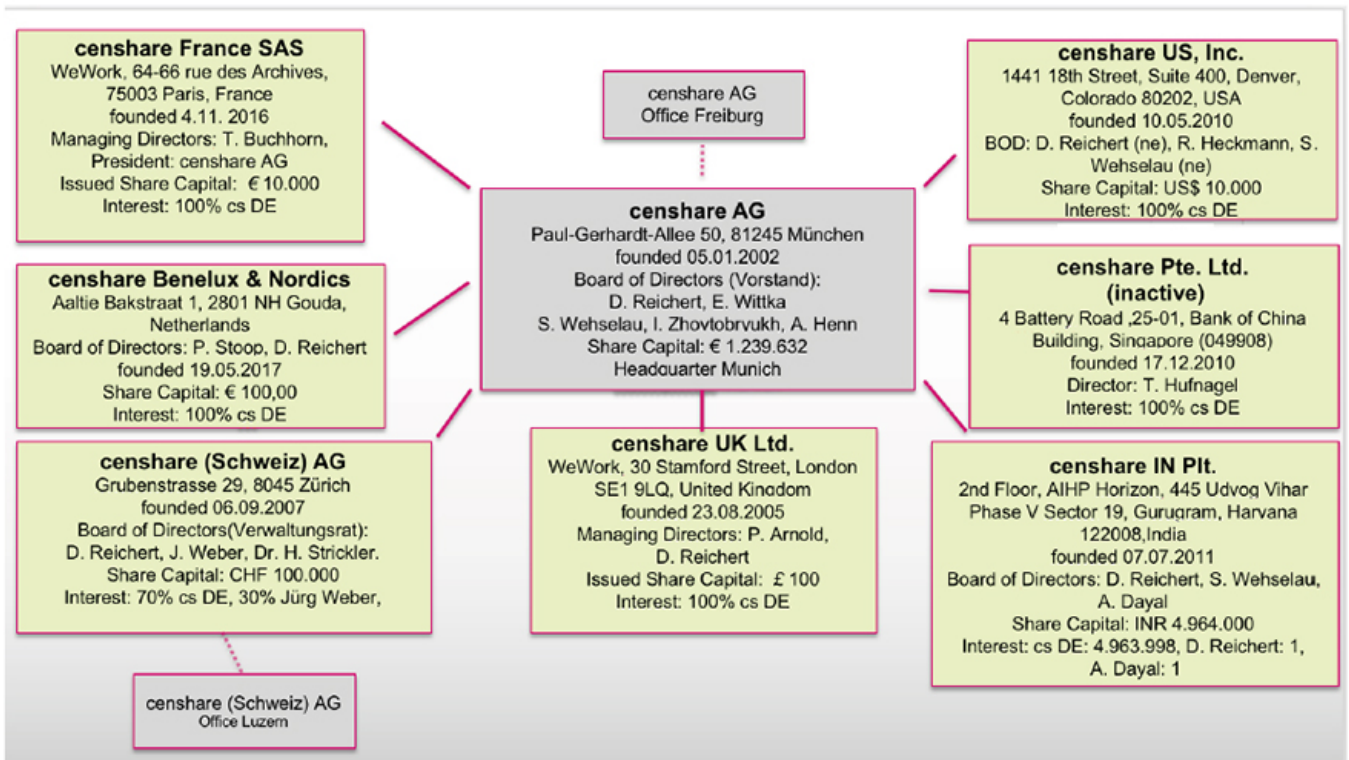 censhare France SAS
WeWork, 64-66 rue des Archives,
75003 Paris, France
founded 4.11. 2016
Managing Directors: T. Buchhorn,
President: censhare AG
Issued Share Capital: € 10.000
Interest: 100% cs DE
censhare AG
Office Freiburg
censhare US, Inc.
1441 18th Street, Suite 400, Denver,
Colorado 80202, USA
founded 10.05.2010
BOD: D. Reichert (ne), R. Heckmann, S.
Wehselau (ne)
Share Capital: US$ 10.000
Interest: 100% cs DE
censhare AG
Paul-Gerhardt-Allee 50, 81245 München
founded 05.01.2002
Board of Directors (Vorstand):
D. Reichert, E. Wittka
S. Wehselau, I. Zhovtobryukh, A. Henn
Share Capital: € 1.239.632
Headquarter Munich
censhare Benelux & Nordics
Aaltie Bakstraat 1, 2801 NH Gouda,
Netherlands
Board of Directors: P. Stoop, D. Reichert
founded 19.05.2017
Share Capital: € 100,00
Interest: 100% cs DE
censhare Pte. Ltd.
(inactive)
4 Battery Road ,25-01, Bank of China
Building, Singapore (049908)
founded 17.12.2010
Director: T. Hufnagel
Interest: 100% cs DE
censhare (Schweiz) AG
Grubenstrasse 29, 8045 Zürich
founded 06.09.2007
Board of Directors(Verwaltungsrat):
D. Reichert, J. Weber, Dr. H. Strickler.
Share Capital: CHF 100.000
Interest: 70% cs DE, 30% Jürg Weber,
censhare UK Ltd.
WeWork, 30 Stamford Street, London
SE1 9LQ, United Kingdom
founded 23.08.2005
Managing Directors: P. Arnold,
D. Reichert
Issued Share Capital: £ 100
Interest: 100% cs DE
censhare IN Plt.
2nd Floor, AIHP Horizon, 445 Udyog Vihar
Phase V Sector 19, Gurugram, Haryana
122008,India
founded 07.07.2011
Board of Directors: D. Reichert, S. Wehselau,
A. Dayal
Share Capital: INR 4.964.000
Interest: cs DE: 4.963.998, D. Reichert: 1,
A. Dayal: 1
censhare (Schweiz) AG
Office Luzern